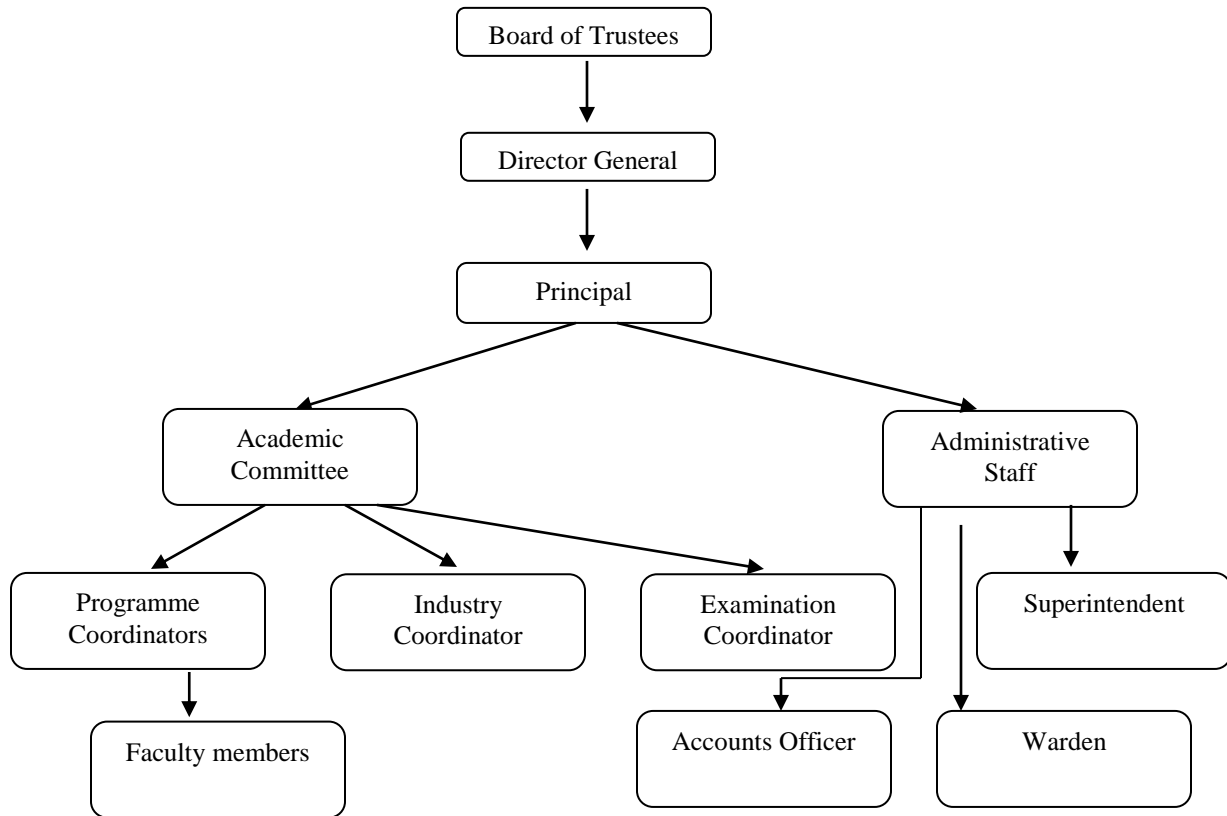 Board of Trustees
Director General
Principal
Academic
Committee
Administrative
Staff
Programme
Coordinators
Industry
Coordinator
Examination
Coordinator
Superintendent
Faculty members
Accounts Officer
Warden